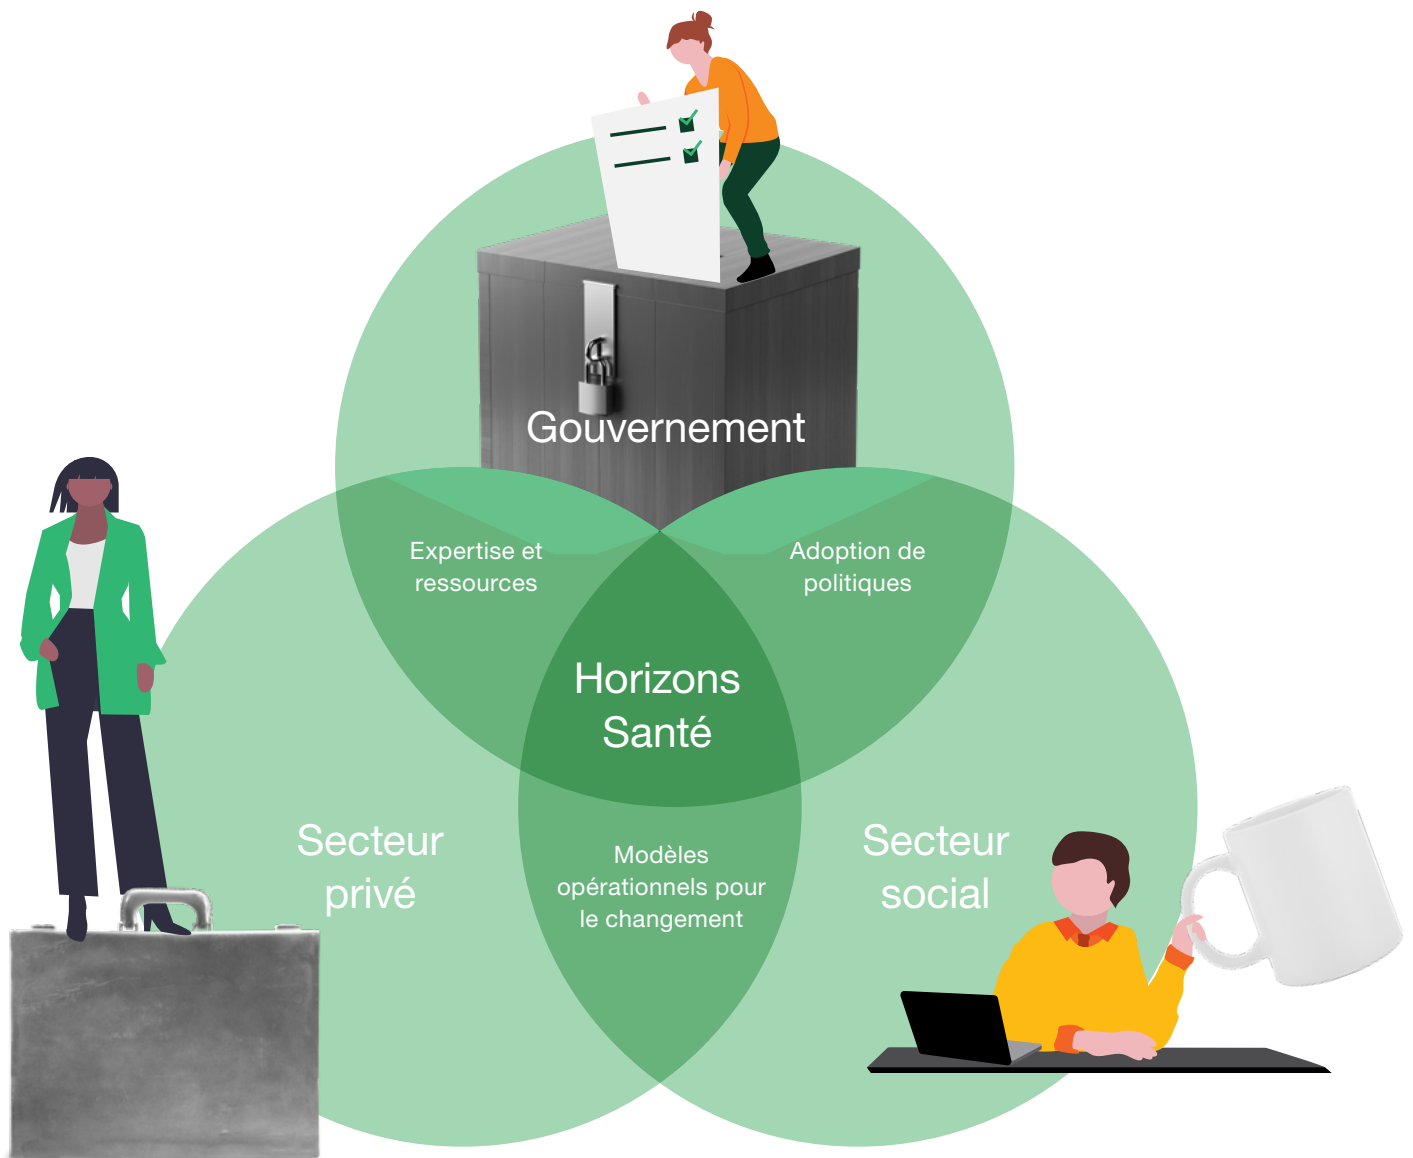 Gouvernement
Expertise et
ressources
Adoption de
politiques
Horizons
Santé
Secteur
privé
Modèles
opérationnels pour
le changement
Secteur
social